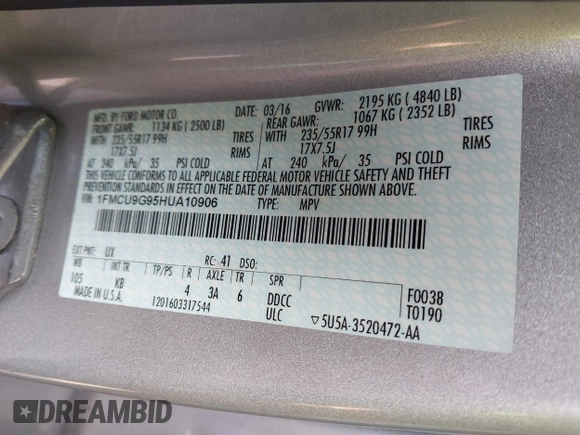 MFD. BY FORD MOTOR CO.
DATE: 03/16 GVWR: 2195 KG ( 4840 LB)
FRONT GAWR: 1134 KG ( 2500 LB) REAR GAWR: 1067 KG ( 2352 LB)
WITH 235/55R17 99H TIRES WITH 235/55R17 99H TIRES
17X7.5J RIMS 17X7.5J RIMS
AT 240 kPa/ 35 PSI COLD AT 240 kPa/ 35 PSI COLD
THIS VEHICLE CONFORMS TO ALL APPLICABLE FEDERAL MOTOR VEHICLE SAFETY AND THEFT
PREVENTION STANDARDS IN EFFECT ON THE DATE OF MANUFACTURE SHOWN ABOVE.
VIN: 1FMCU9G95HUA10906 TYPE: MPV
EXT PNT: UX RC: 41 DSO:
WB INT TR TP/PS R AXLE TR SPR
105 KB 4 3A 6 DDCC F0038
MADE IN U.S.A. 1201603317544 ULC T0190
▽5U5A-3520472-AA
DREAMBID